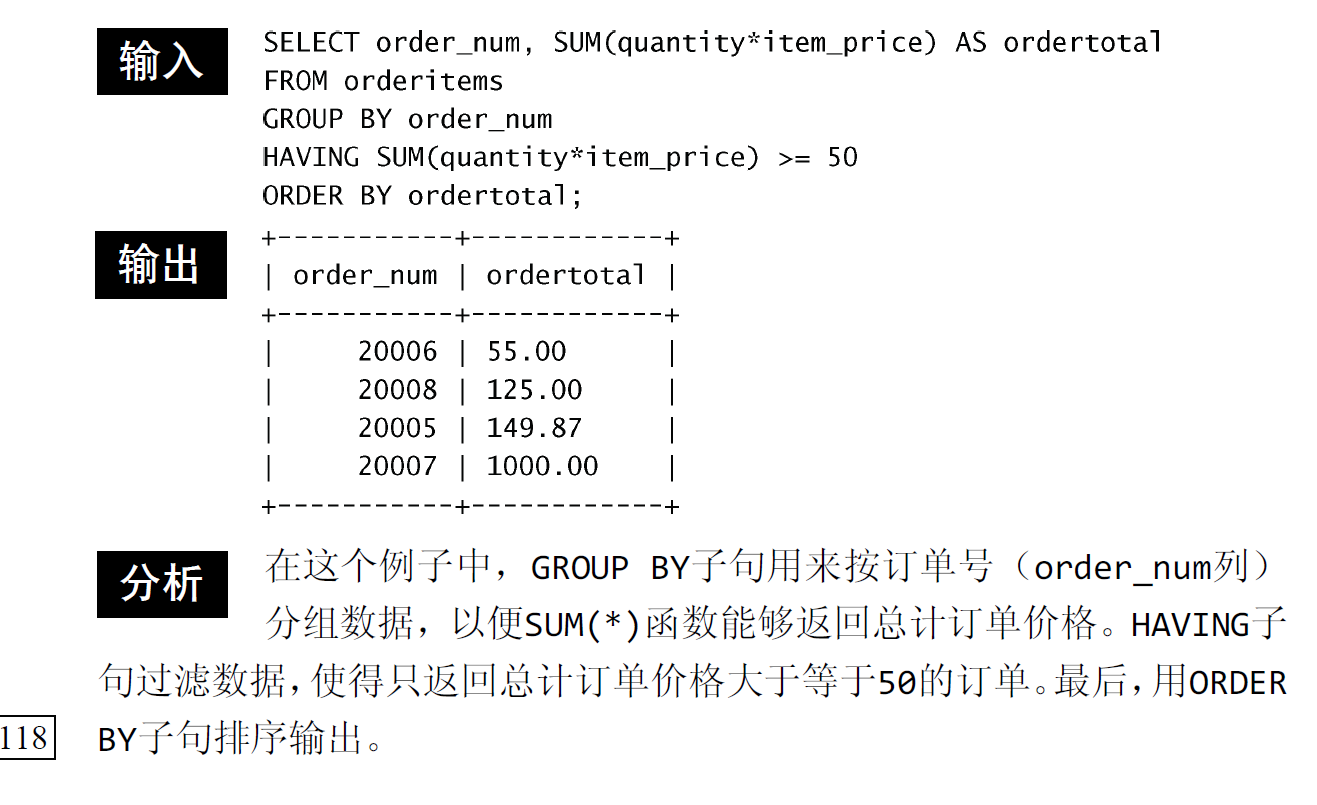 输入
SELECT order_num, SUM(quantity*item_price) AS ordertotal
FROM orderitems
GROUP BY order_num
HAVING SUM(quantity*item_price) >= 50
ORDER BY ordertotal;
输出
+-----------+------------+
| order_num | ordertotal |
+-----------+------------+
|     20006 | 55.00      |
|     20008 | 125.00     |
|     20005 | 149.87     |
|     20007 | 1000.00    |
+-----------+------------+
分析
在这个例子中，GROUP BY子句用来按订单号（order_num列）
分组数据，以便SUM(*)函数能够返回总计订单价格。HAVING子
句过滤数据，使得只返回总计订单价格大于等于50的订单。最后，用ORDER
118 BY子句排序输出。